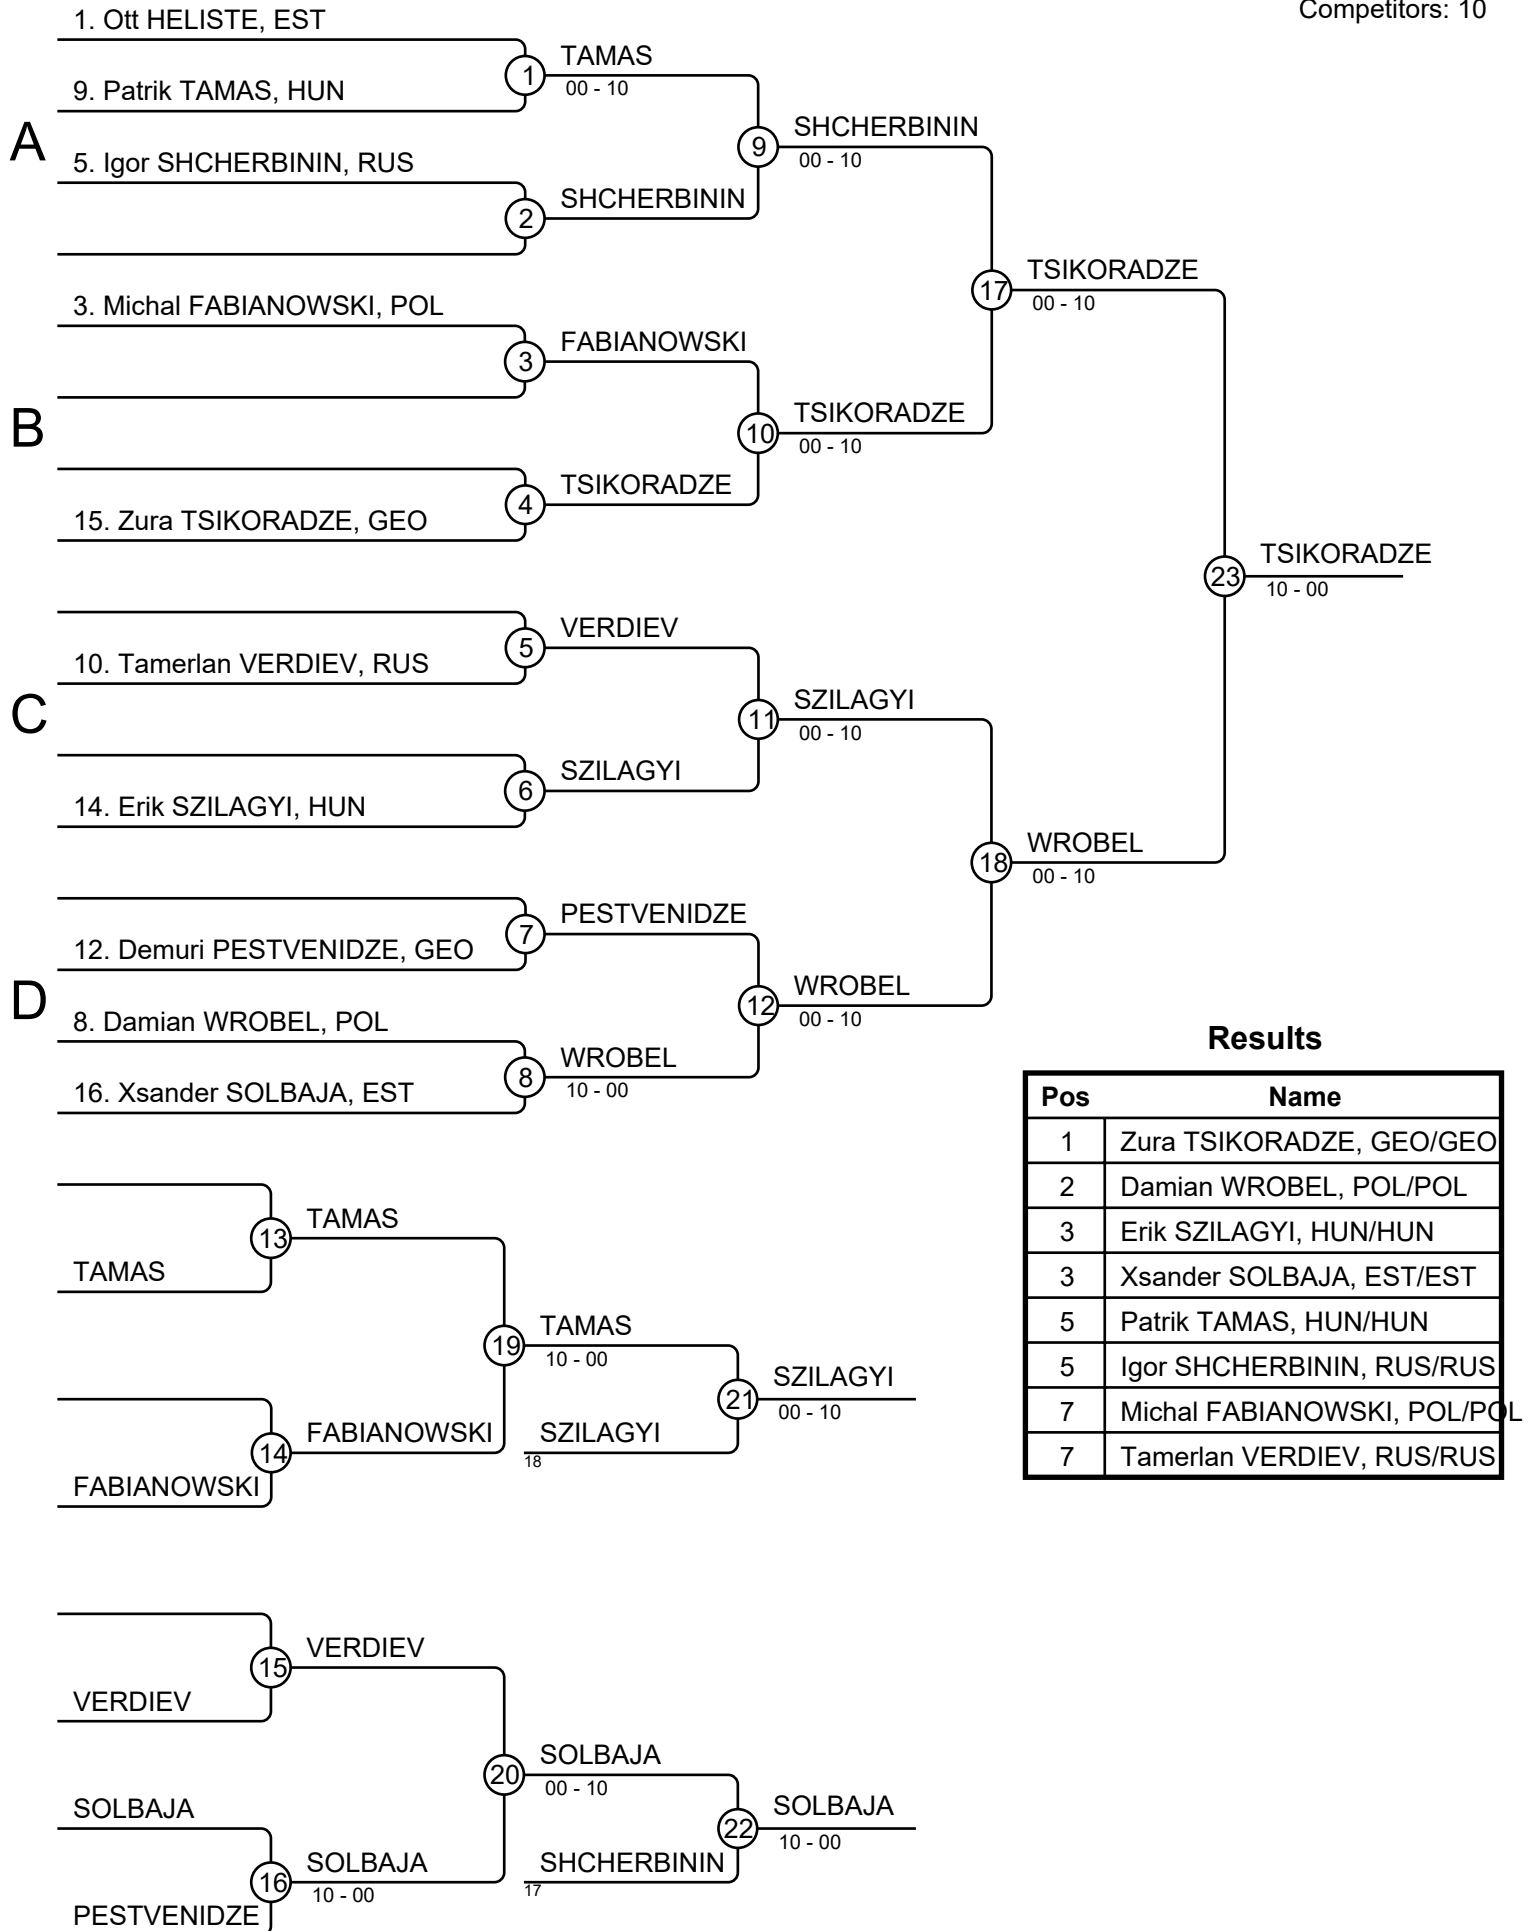 Competitors: 10
1. Ott HELISTE, EST
9. Patrik TAMAS, HUN
1
TAMAS
00 - 10
A
5. Igor SHCHERBININ, RUS
2
SHCHERBININ
9
SHCHERBININ
00 - 10
3. Michal FABIANOWSKI, POL
3
FABIANOWSKI
B
15. Zura TSIKORADZE, GEO
4
TSIKORADZE
10
TSIKORADZE
00 - 10
17
TSIKORADZE
00 - 10
10. Tamerlan VERDIEV, RUS
5
VERDIEV
C
14. Erik SZILAGYI, HUN
6
SZILAGYI
11
SZILAGYI
00 - 10
12. Demuri PESTVENIDZE, GEO
7
PESTVENIDZE
D
8. Damian WROBEL, POL
16. Xsander SOLBAJA, EST
8
WROBEL
10 - 00
12
WROBEL
00 - 10
18
WROBEL
00 - 10
23
TSIKORADZE
10 - 00
Results
Pos Name
1 Zura TSIKORADZE, GEO/GEO
2 Damian WROBEL, POL/POL
3 Erik SZILAGYI, HUN/HUN
3 Xsander SOLBAJA, EST/EST
5 Patrik TAMAS, HUN/HUN
5 Igor SHCHERBININ, RUS/RUS
7 Michal FABIANOWSKI, POL/POL
7 Tamerlan VERDIEV, RUS/RUS
TAMAS
13
TAMAS
FABIANOWSKI
14
FABIANOWSKI
19
TAMAS
10 - 00
SZILAGYI
18
21
SZILAGYI
00 - 10
VERDIEV
15
VERDIEV
SOLBAJA
PESTVENIDZE
16
SOLBAJA
10 - 00
20
SOLBAJA
00 - 10
SHCHERBININ
17
22
SOLBAJA
10 - 00